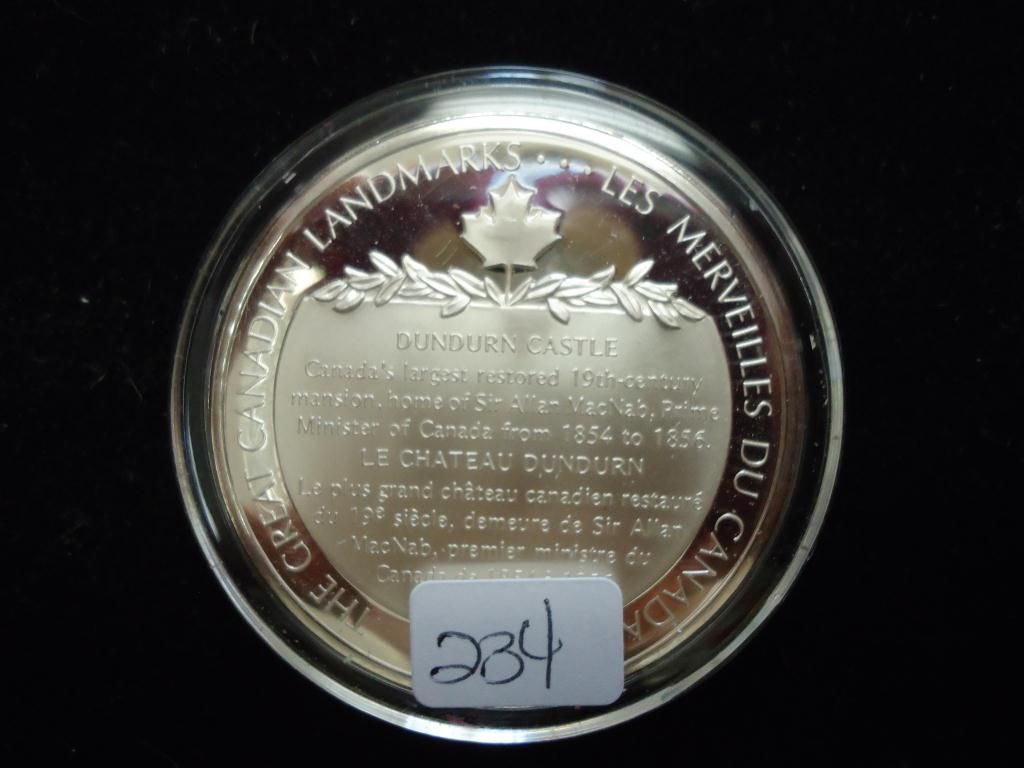 THE GREAT CANADIAN LANDMARKS . . . LES MERVEILLES DU CANADA
DUNDURN CASTLE
Canada's largest restored 19th-century
mansion, home of Sir Allan MacNab, Prime
Minister of Canada from 1854 to 1856.
LE CHATEAU DUNDURN
Le plus grand château canadien restauré
du 19e siècle, demeure de Sir Allan
MacNab, premier ministre du
Canada de
234